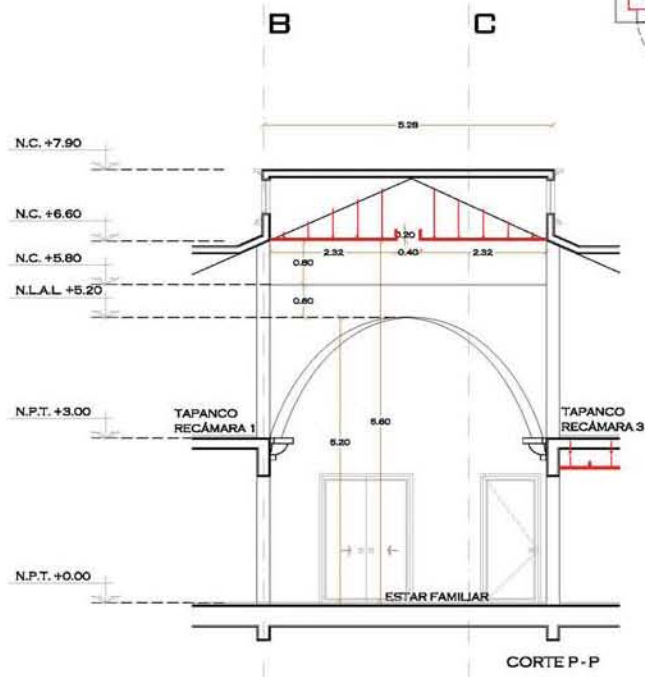 B
C
5.28
N.C. +7.90
N.C. +6.60
0.20
2.32
0.40
2.32
N.C. +5.80
0.80
N.L.A.L. +5.20
0.60
N.P.T. +3.00
TAPANCO
RECÁMARA 1
TAPANCO
RECÁMARA 3
5.60
5.20
N.P.T. +0.00
ESTAR FAMILIAR
CORTE P - P